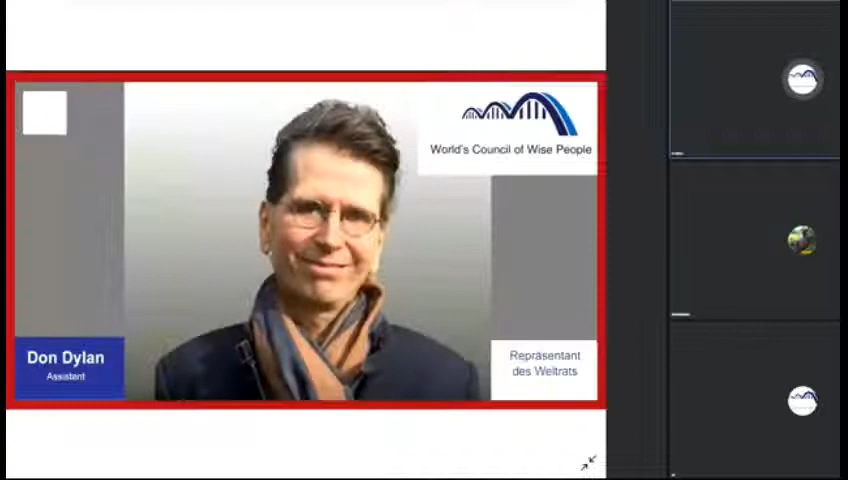 World's Council of Wise People
Don Dylan
Assistant
Repräsentant
des Weltrats